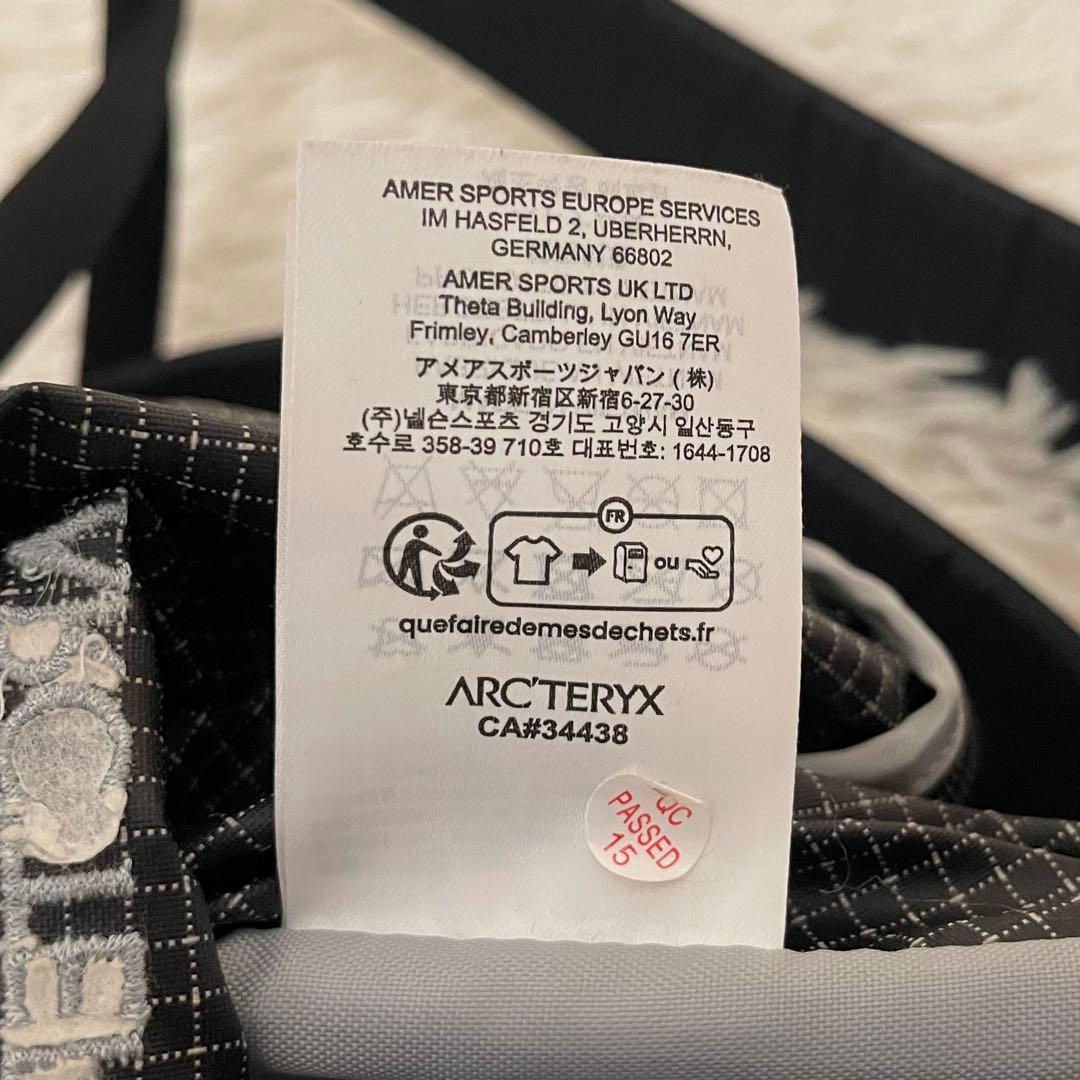 AMER SPORTS EUROPE SERVICES
IM HASFELD 2, UBERHERRN,
GERMANY 66802
AMER SPORTS UK LTD
Theta Building, Lyon Way
Frimley, Camberley GU16 7ER
アメアスポーツジャパン ( 株)
東京都新宿区新宿6-27-30
(주)넬슨스포츠 경기도 고양시 일산동구
호수로 358-39 710호 대표번호: 1644-1708
FR
ou
quefairedemesdechets.fr
ARC'TERYX
CA#34438
QC
PASSED
15